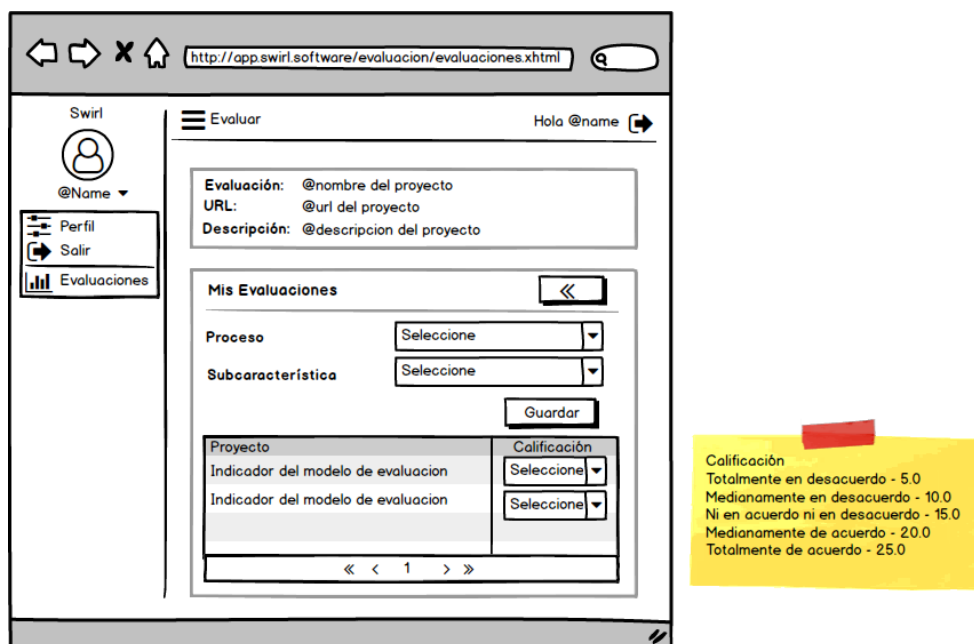 http://app.swirl.software/evaluacion/evaluaciones.xhtml
Swirl
@Name
Perfil
Salir
Evaluaciones
Evaluar
Hola @name
Evaluación: @nombre del proyecto
URL: @url del proyecto
Descripción: @descripcion del proyecto
Mis Evaluaciones
Proceso Seleccione
Subcaracterística Seleccione
Guardar
Proyecto Calificación
Indicador del modelo de evaluacion Seleccione
Indicador del modelo de evaluacion Seleccione
« < 1 > »
Calificación
Totalmente en desacuerdo - 5.0
Medianamente en desacuerdo - 10.0
Ni en acuerdo ni en desacuerdo - 15.0
Medianamente de acuerdo - 20.0
Totalmente de acuerdo - 25.0